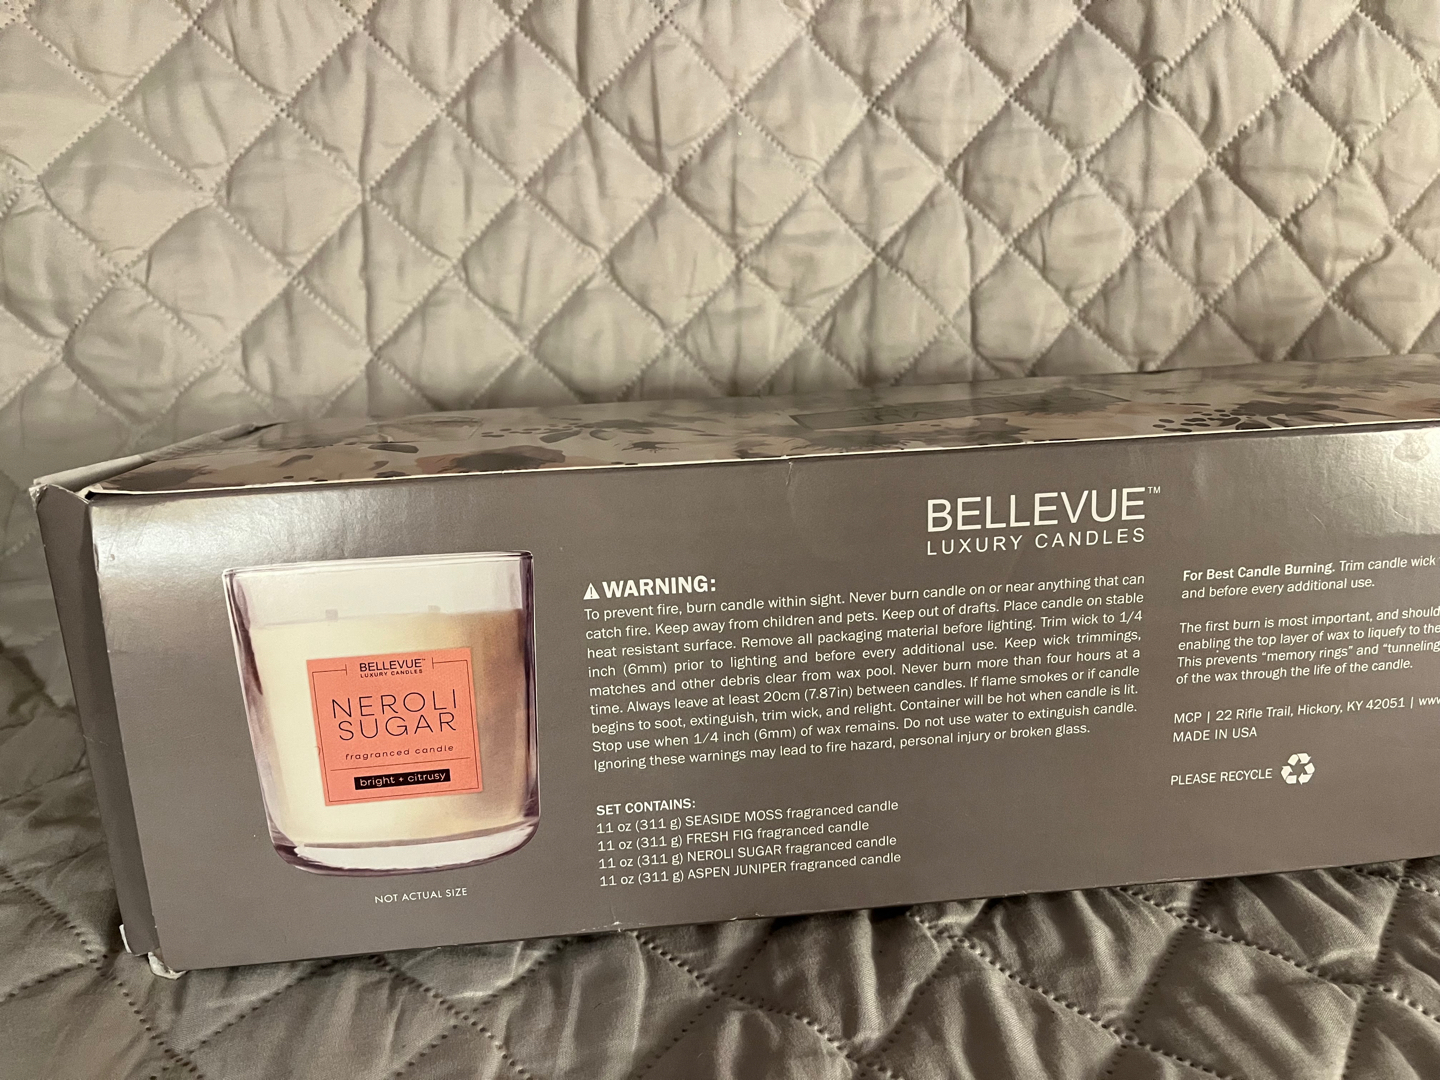 BELLEVUE™
LUXURY CANDLES
BELLEVUE™
LUXURY CANDLES
NEROLI
SUGAR
fragranced candle
bright + citrusy
NOT ACTUAL SIZE
WARNING:
To prevent fire, burn candle within sight. Never burn candle on or near anything that can
catch fire. Keep away from children and pets. Keep out of drafts. Place candle on stable
heat resistant surface. Remove all packaging material before lighting. Trim wick to 1/4
inch (6mm) prior to lighting and before every additional use. Keep wick trimmings,
matches and other debris clear from wax pool. Never burn more than four hours at a
time. Always leave at least 20cm (7.87in) between candles. If flame smokes or if candle
begins to soot, extinguish, trim wick, and relight. Container will be hot when candle is lit.
Stop use when 1/4 inch (6mm) of wax remains. Do not use water to extinguish candle.
Ignoring these warnings may lead to fire hazard, personal injury or broken glass.
SET CONTAINS:
11 oz (311 g) SEASIDE MOSS fragranced candle
11 oz (311 g) FRESH FIG fragranced candle
11 oz (311 g) NEROLI SUGAR fragranced candle
11 oz (311 g) ASPEN JUNIPER fragranced candle
For Best Candle Burning. Trim candle wick
and before every additional use.
The first burn is most important, and should
enabling the top layer of wax to liquefy to the
This prevents “memory rings” and “tunneling
of the wax through the life of the candle.
MCP | 22 Rifle Trail, Hickory, KY 42051 | www
MADE IN USA
PLEASE RECYCLE